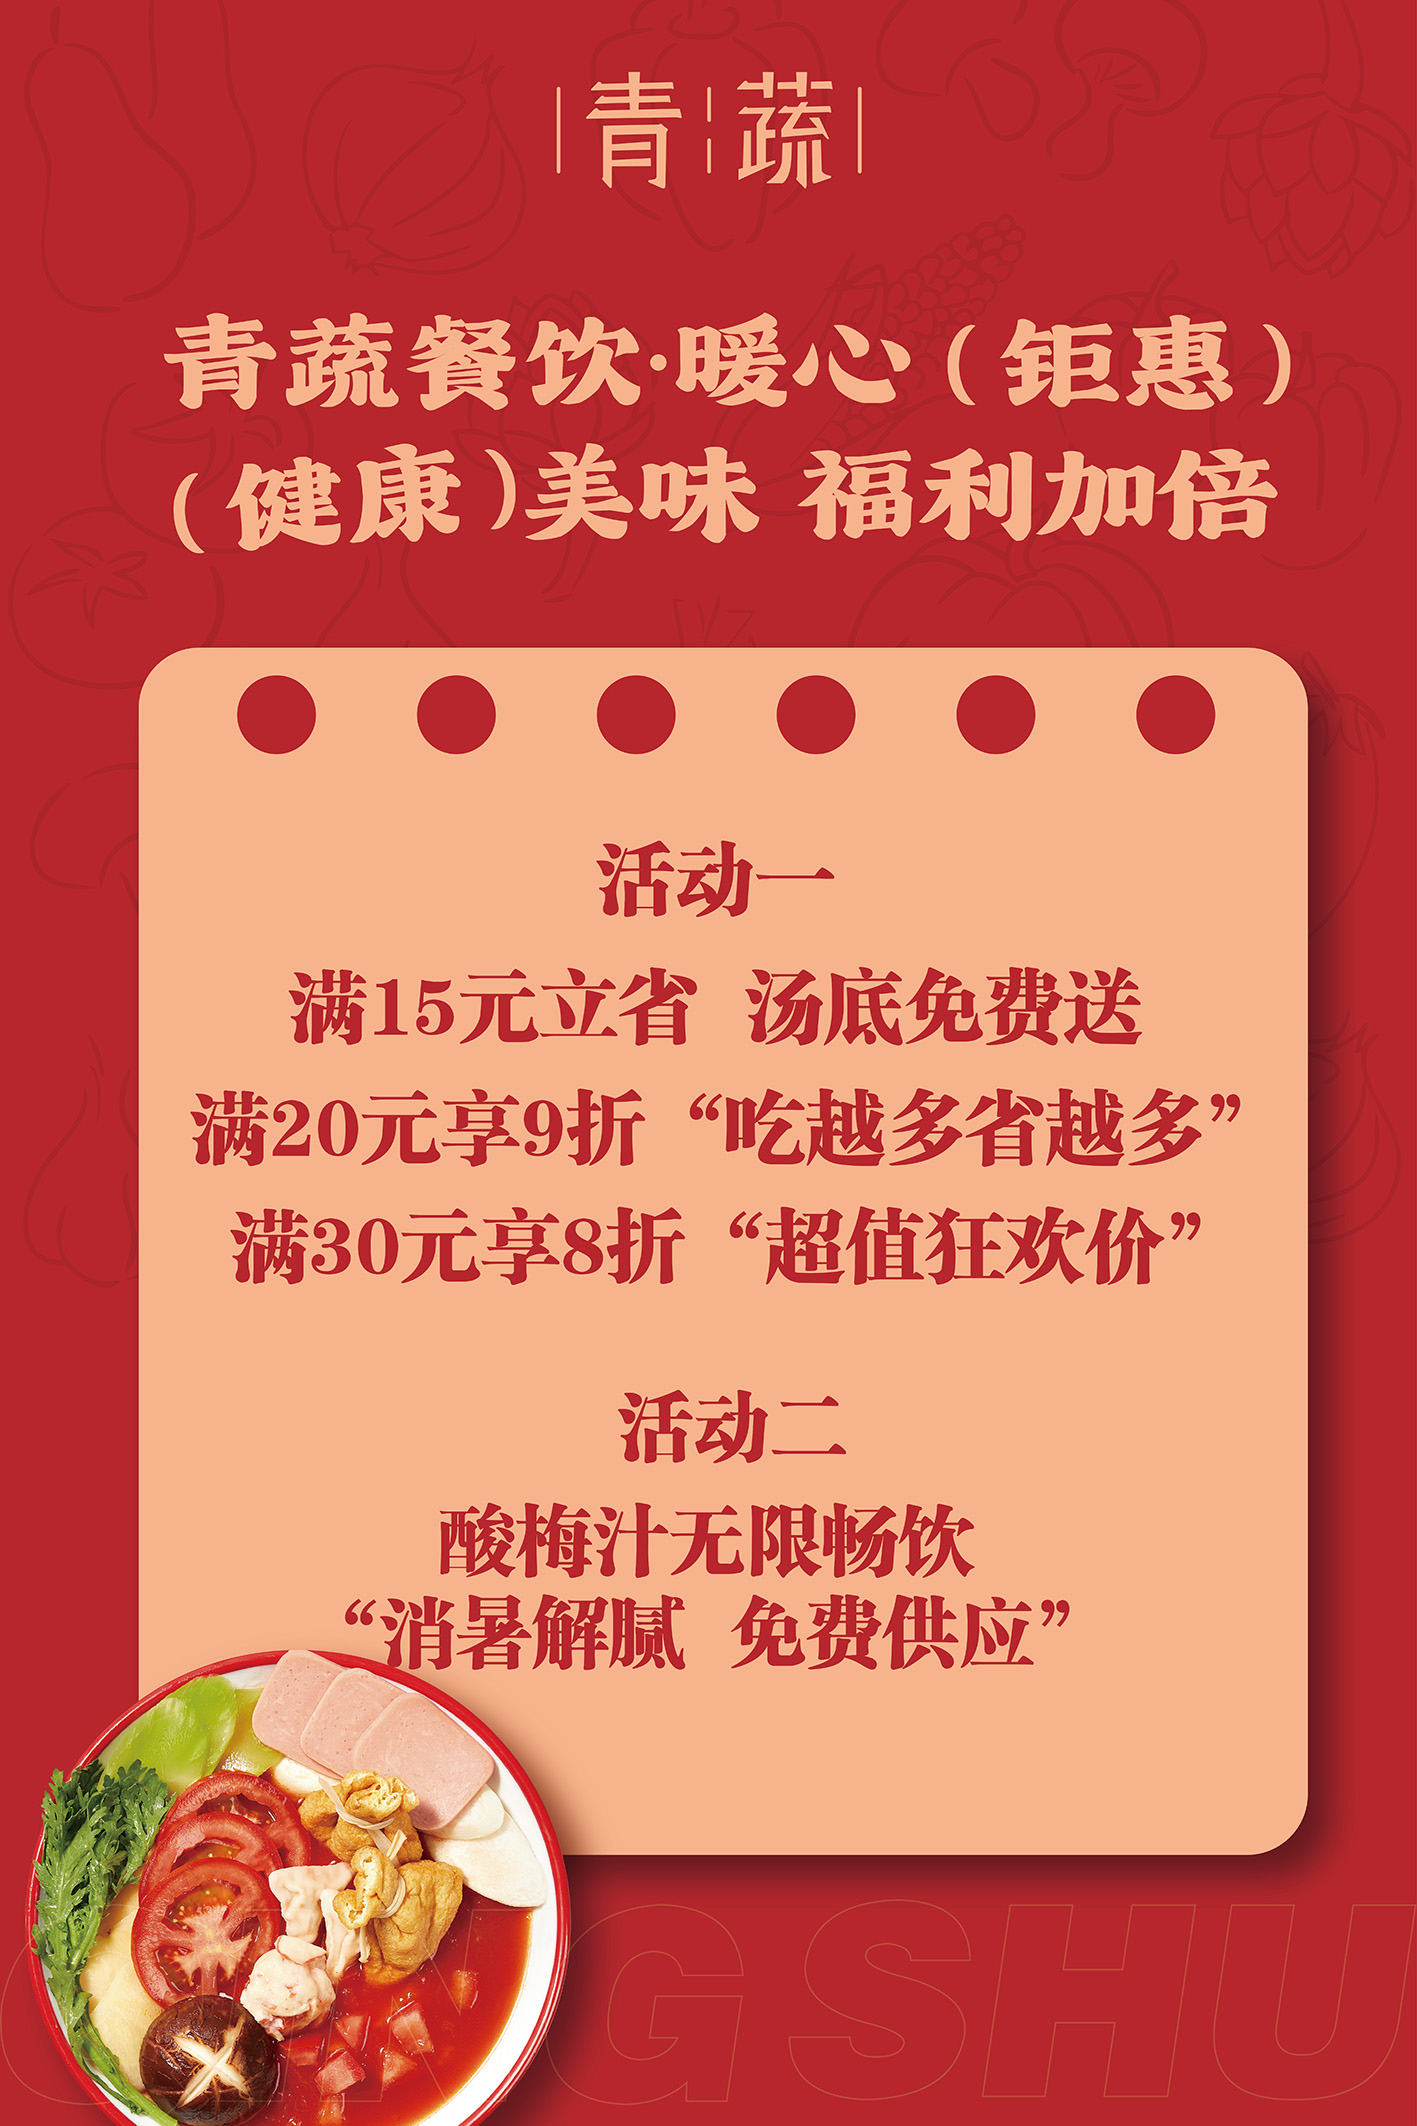 青蔬
青蔬餐饮·暖心（钜惠）
（健康）美味 福利加倍
活动一
满15元立省 汤底免费送
满20元享9折“吃越多省越多”
满30元享8折“超值狂欢价”
活动二
酸梅汁无限畅饮
“消暑解腻 免费供应”
QINGSHU